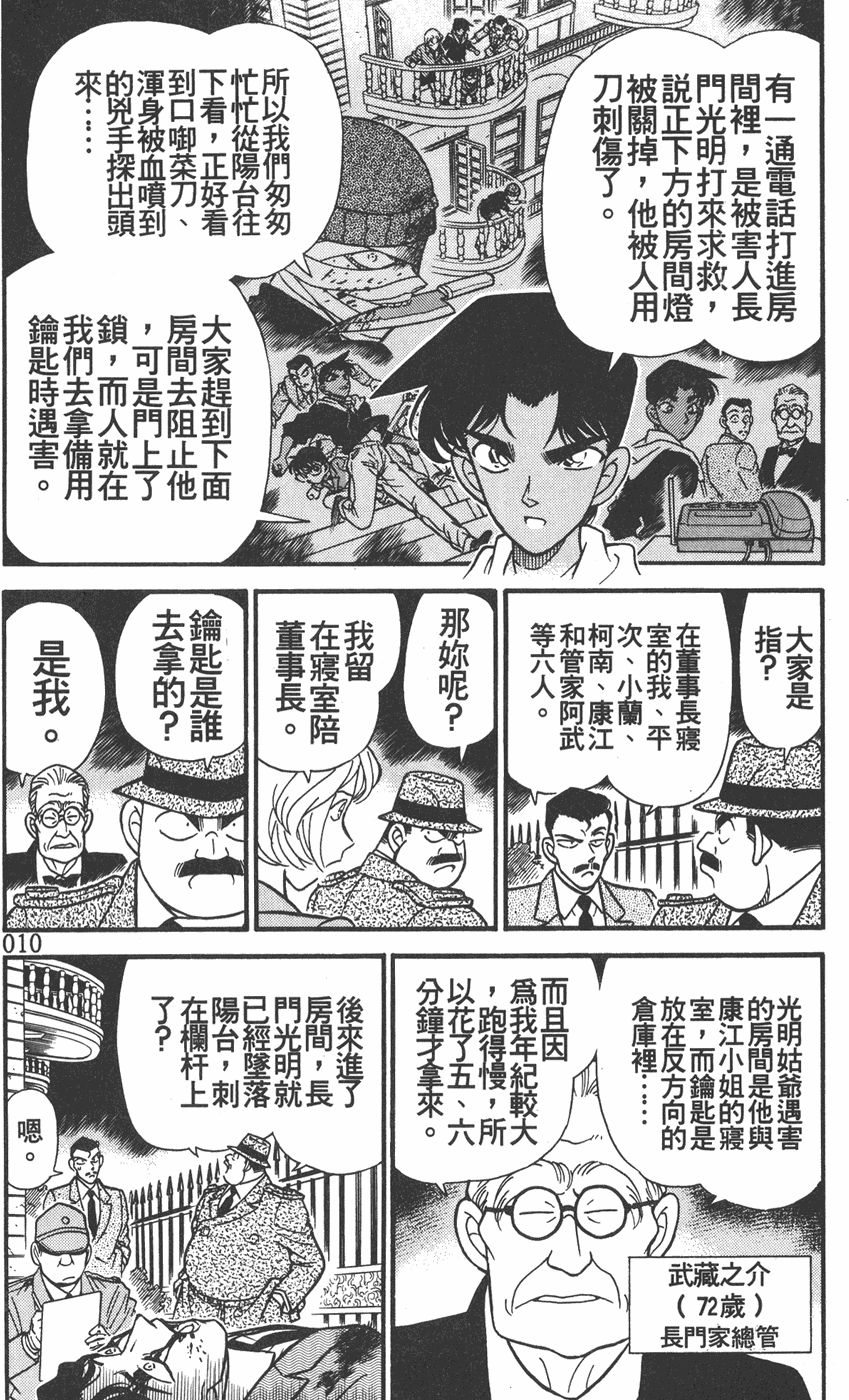 有一通電話打進房
間裡，是被害人長
門光明打來求救，
説正下方的房間燈
被關掉，他被人用
刀刺傷了。
所以我們匆匆
忙忙從陽台往
下看，正好看
到口啣菜刀、
渾身被血噴到
的兇手探出頭
來……
大家趕到下面
房間去阻止他
，可是門上了
鎖，而人就在
我們去拿備用
鑰匙時遇害。
大家是
指？
在董事長寢
室的我、平
次、小蘭、
柯南、康江
和管家阿武
等六人。
那妳呢？
我留
在寢室陪
董事長。
鑰匙是誰
去拿的？
是我。
010
光明姑爺遇害
的房間是他與
康江小姐的寢
室，而鑰匙是
放在反方向的
倉庫裡……
而且因
爲我年紀較大
，跑得慢，所
以花了五、六
分鐘才拿來。
武藏之介
（72歲）
長門家總管
後來進了
房間，長
門光明就
已經墜落
陽台，刺
在欄杆上
了？
嗯。